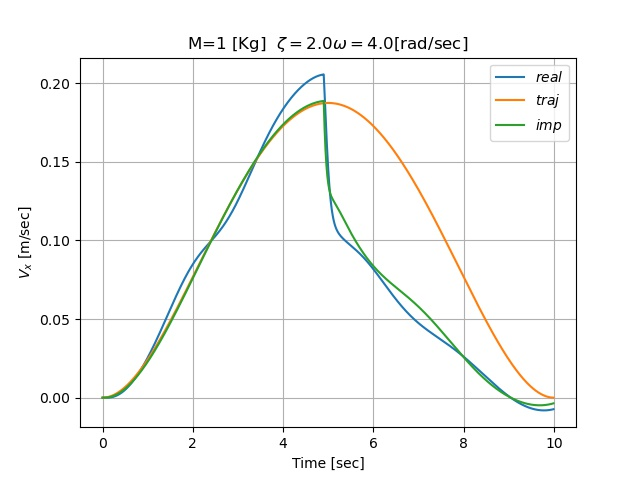 M=1 [Kg] ζ = 2.0ω = 4.0[rad/sec]
real
traj
imp
0.20
0.15
0.10
0.05
0.00
V_x [m/sec]
0 2 4 6 8 10
Time [sec]